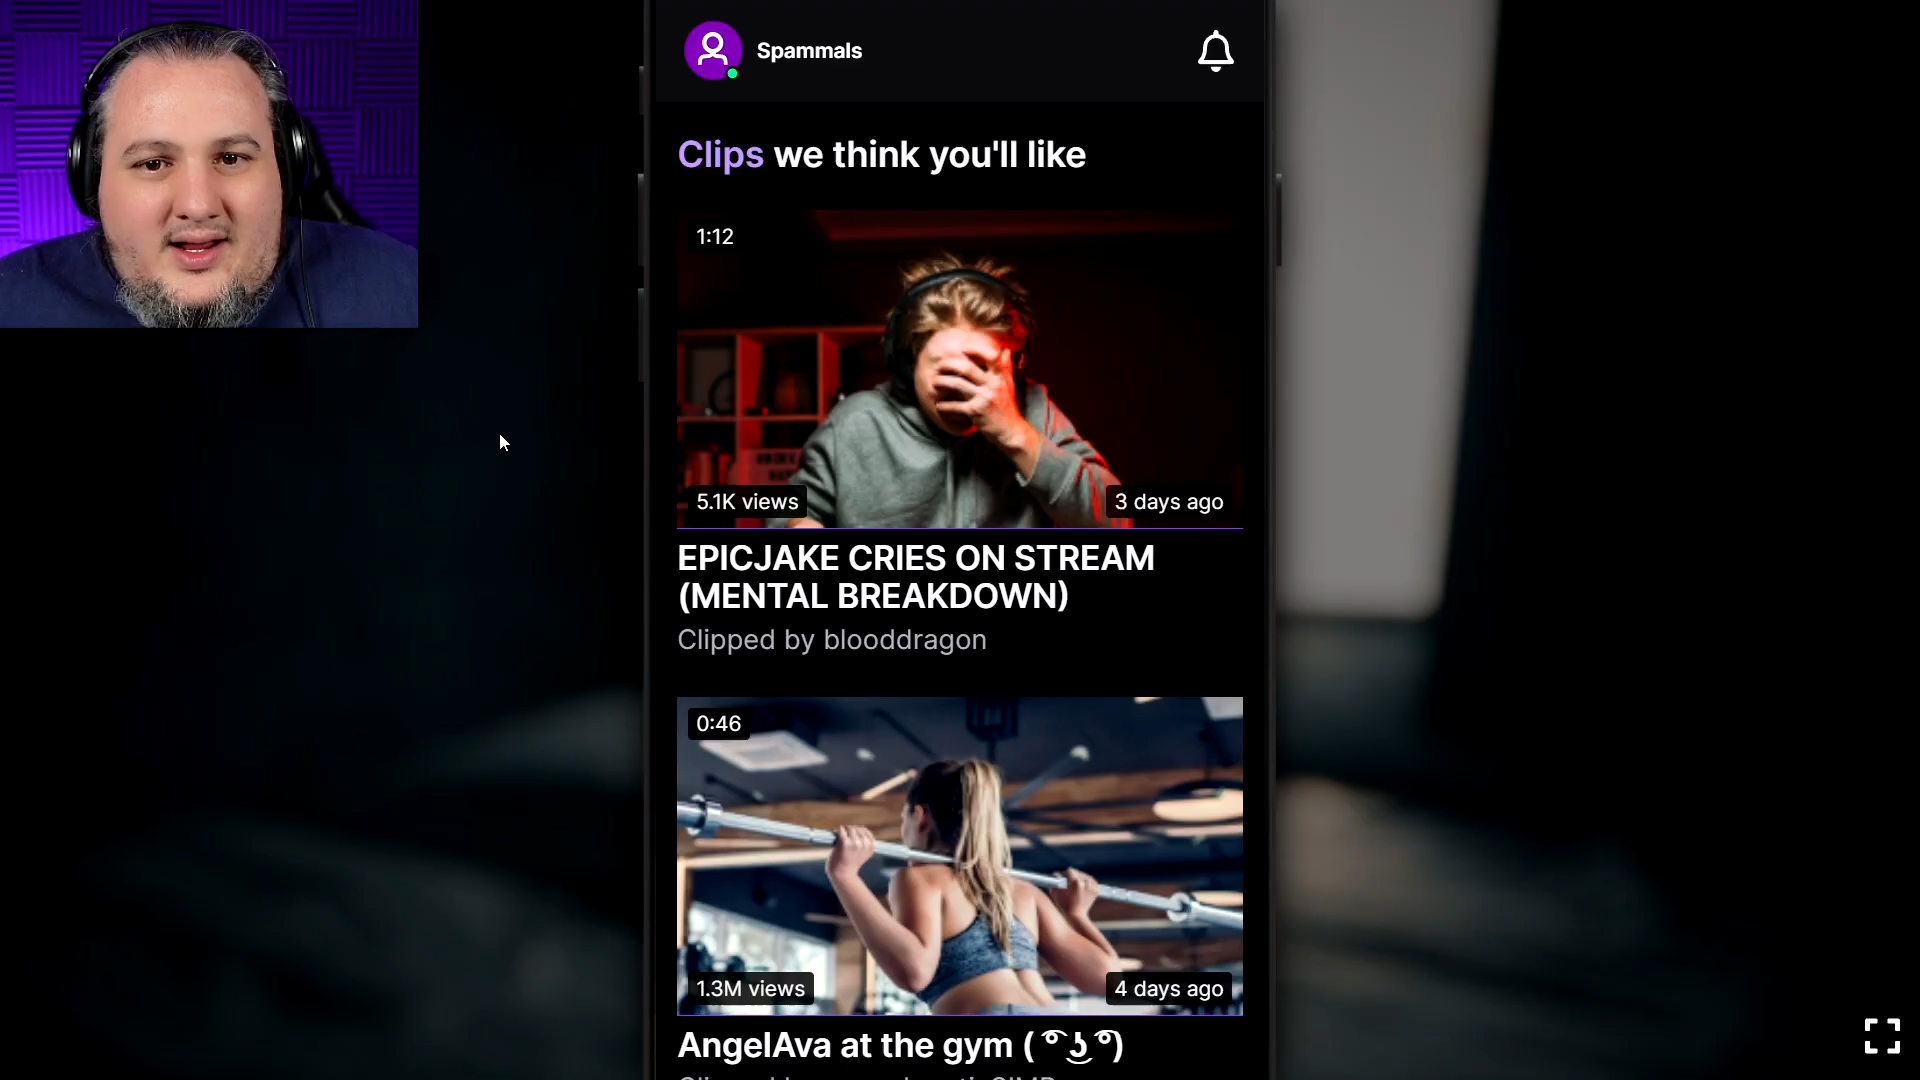 Spammals
Clips we think you'll like
1:12
5.1K views
3 days ago
EPICJAKE CRIES ON STREAM
(MENTAL BREAKDOWN)
Clipped by blooddragon
0:46
1.3M views
4 days ago
AngelAva at the gym ( ͡° ͜ʖ ͡°)